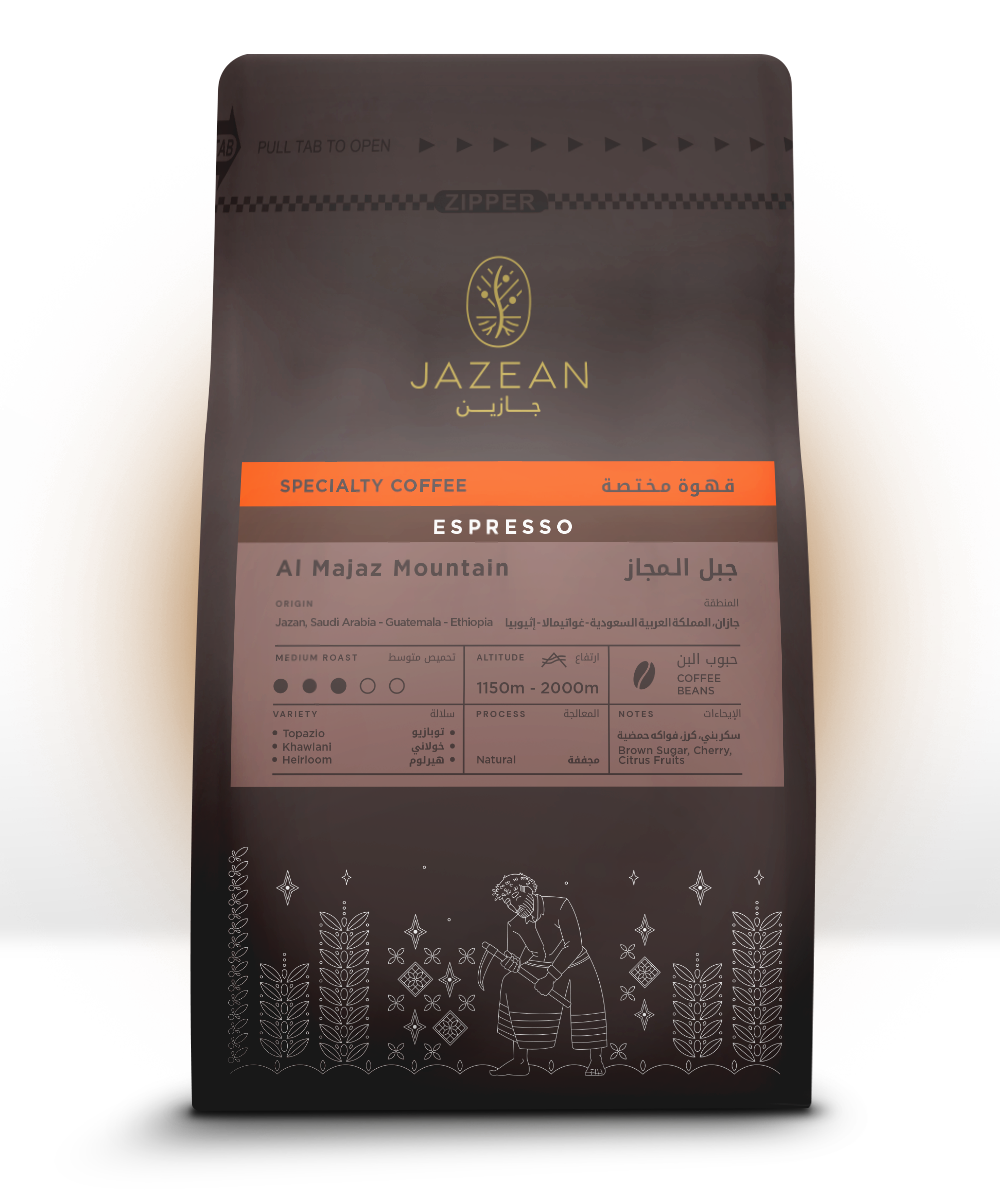 TAB
PULL TAB TO OPEN
ZIPPER
JAZEAN
جـازيـن
SPECIALTY COFFEE قهوة مختصة
ESPRESSO
Al Majaz Mountain جبل المجاز
ORIGIN المنطقة
Jazan, Saudi Arabia - Guatemala - Ethiopia جازان، المملكة العربية السعودية - غواتيمالا - إثيوبيا
MEDIUM ROAST تحميص متوسط
ALTITUDE ارتفاع
1150m - 2000m
حبوب البن
COFFEE
BEANS
VARIETY سلالة
Topazio توبازيو
Khawlani خولاني
Heirloom هيرلوم
PROCESS المعالجة
Natural مجففة
NOTES الإيحاءات
سكر بني، كرز، فواكه حمضية
Brown Sugar, Cherry,
Citrus Fruits